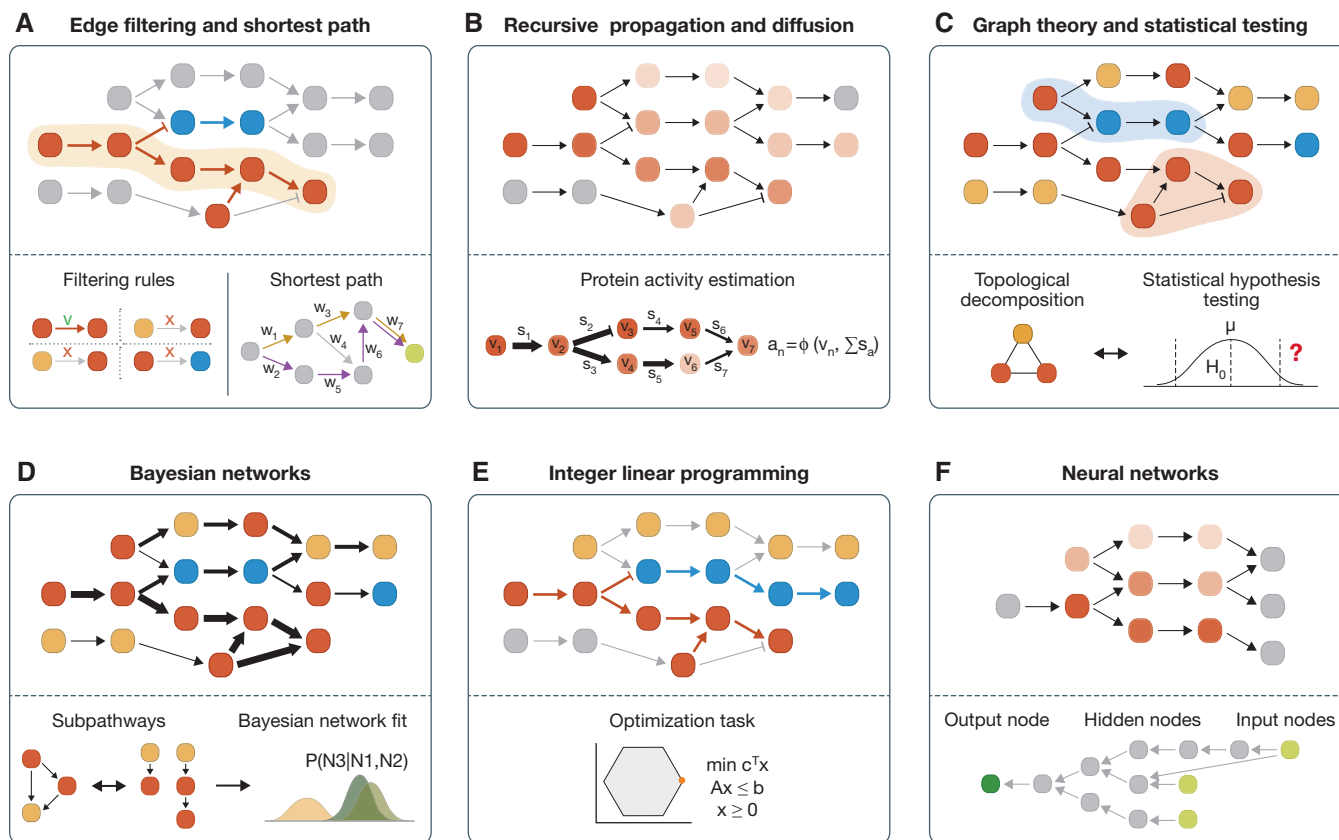 A Edge filtering and shortest path
Filtering rules
v
x
x
x
Shortest path
w1
w2
w3
w4
w5
w6
w7
B Recursive propagation and diffusion
Protein activity estimation
v1
s1
v2
s2
s3
v3
v4
s4
s5
v5
v6
s6
s7
v7
aₙ = ϕ (vₙ, ∑sₐ)
C Graph theory and statistical testing
Topological
decomposition
Statistical hypothesis
testing
μ
H₀
?
D Bayesian networks
Subpathways
Bayesian network fit
P(N3|N1,N2)
E Integer linear programming
Optimization task
min cᵀx
Ax ≤ b
x ≥ 0
F Neural networks
Output node
Hidden nodes
Input nodes